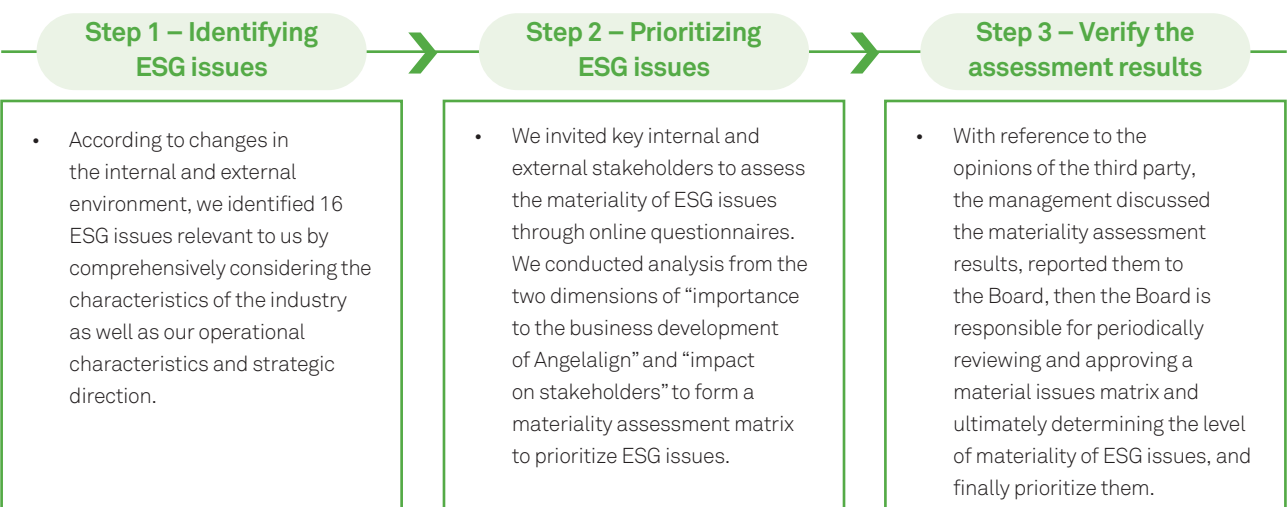 Step 1 – Identifying
ESG issues
• According to changes in
the internal and external
environment, we identified 16
ESG issues relevant to us by
comprehensively considering the
characteristics of the industry
as well as our operational
characteristics and strategic
direction.
Step 2 – Prioritizing
ESG issues
• We invited key internal and
external stakeholders to assess
the materiality of ESG issues
through online questionnaires.
We conducted analysis from the
two dimensions of “importance
to the business development
of Angelalign” and “impact
on stakeholders” to form a
materiality assessment matrix
to prioritize ESG issues.
Step 3 – Verify the
assessment results
• With reference to the
opinions of the third party,
the management discussed
the materiality assessment
results, reported them to
the Board, then the Board is
responsible for periodically
reviewing and approving a
material issues matrix and
ultimately determining the level
of materiality of ESG issues, and
finally prioritize them.